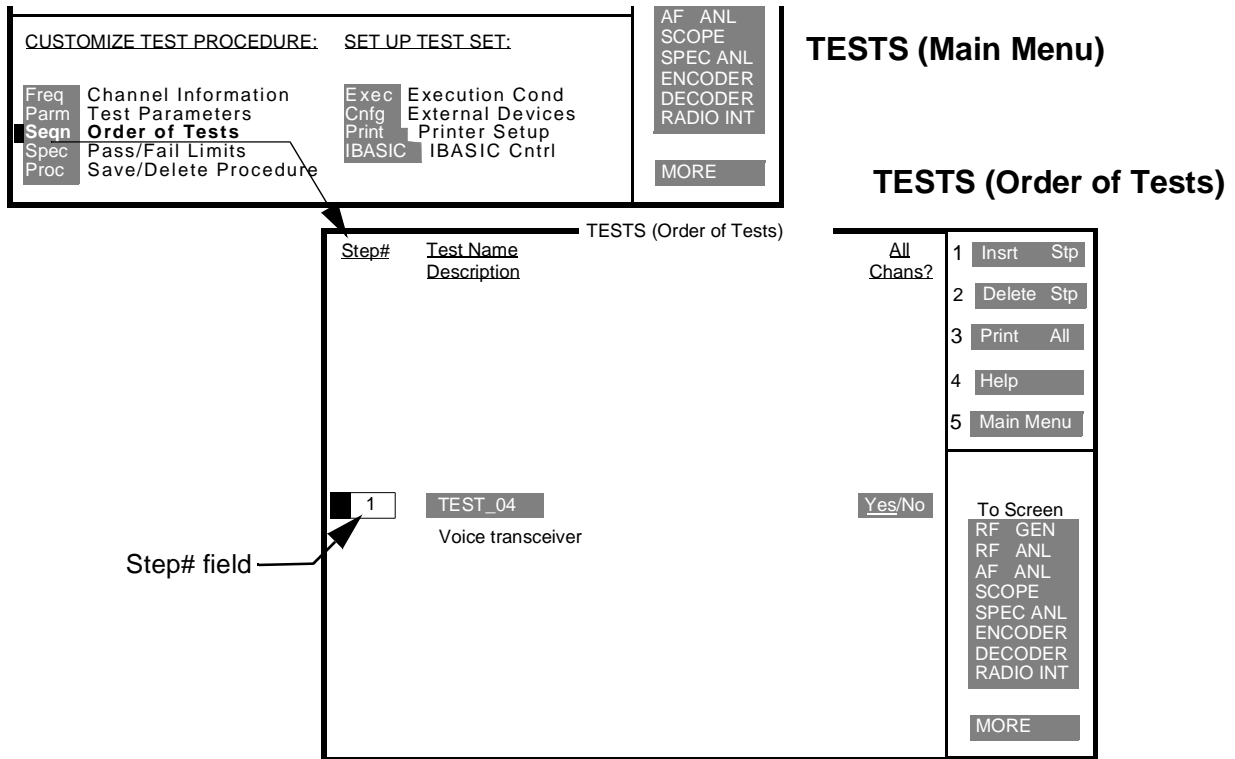 AF ANL
SCOPE
SPEC ANL
ENCODER
DECODER
RADIO INT
MORE
CUSTOMIZE TEST PROCEDURE: SET UP TEST SET:
Freq Channel Information Exec Execution Cond
Parm Test Parameters Cnfg External Devices
Seqn Order of Tests Print Printer Setup
Spec Pass/Fail Limits IBASIC IBASIC Cntrl
Proc Save/Delete Procedure
TESTS (Main Menu)
TESTS (Order of Tests)
TESTS (Order of Tests)
Step# Test Name All
Description Chans?
1 Insrt Stp
2 Delete Stp
3 Print All
4 Help
5 Main Menu
1 TEST_04 Yes/No
Voice transceiver
Step# field
To Screen
RF GEN
RF ANL
AF ANL
SCOPE
SPEC ANL
ENCODER
DECODER
RADIO INT
MORE